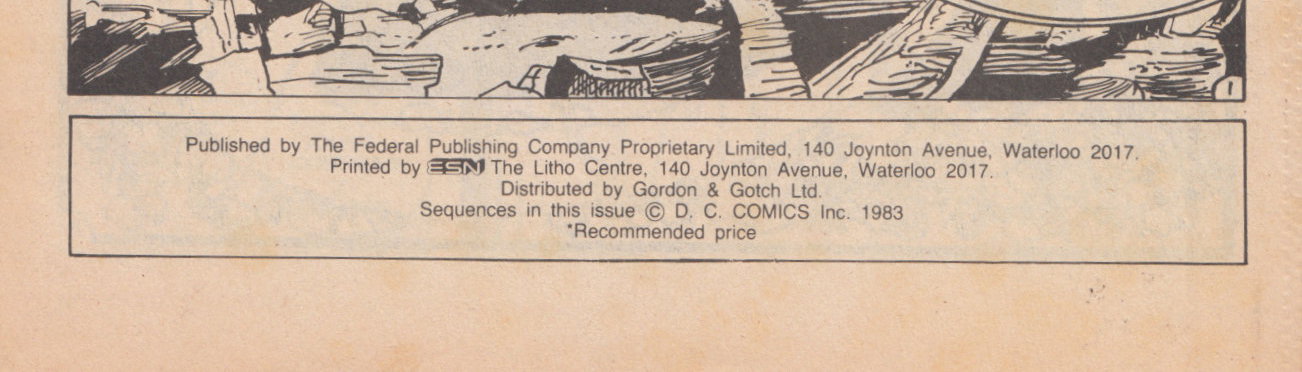 1
Published by The Federal Publishing Company Proprietary Limited, 140 Joynton Avenue, Waterloo 2017.
Printed by ESN The Litho Centre, 140 Joynton Avenue, Waterloo 2017.
Distributed by Gordon & Gotch Ltd.
Sequences in this issue © D. C. COMICS Inc. 1983
*Recommended price